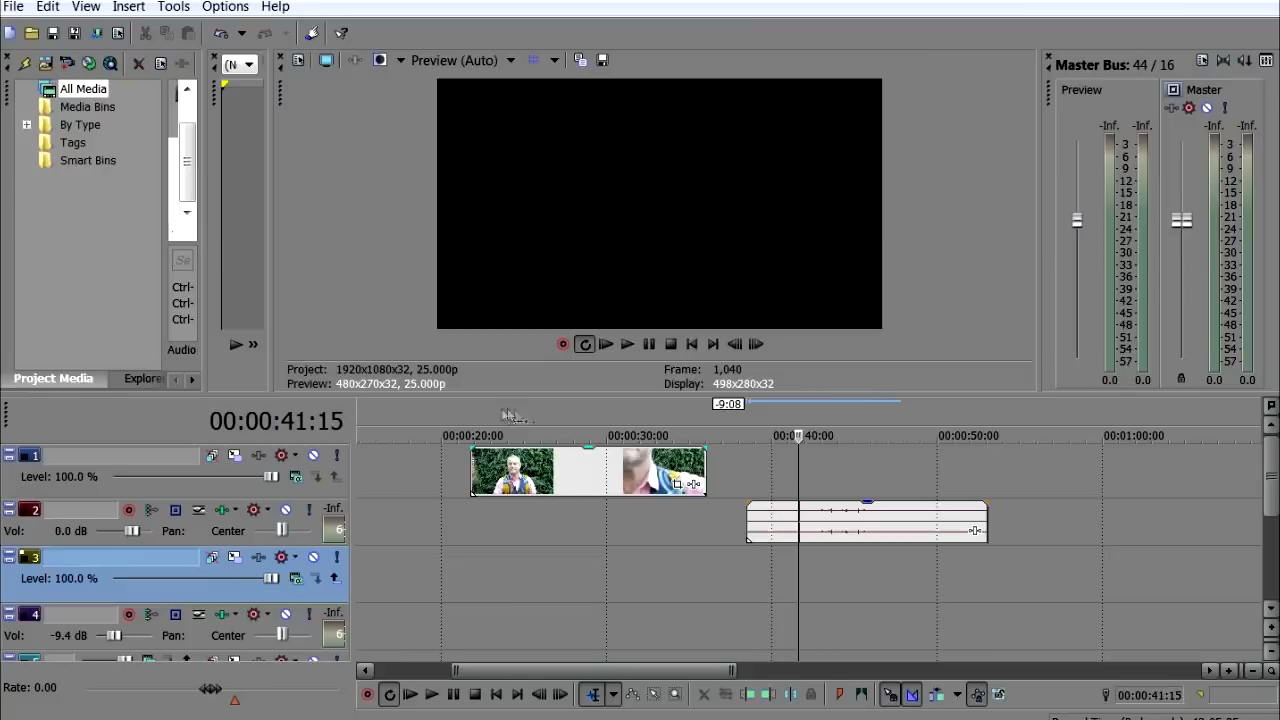 File Edit View Insert Tools Options Help
Preview (Auto)
Master Bus: 44 / 16
All Media
Media Bins
By Type
Tags
Smart Bins
Se
Ctrl-
Ctrl-
Ctrl-
Audio
Project Media Explore
(N
Project: 1920x1080x32, 25.000p
Preview: 480x270x32, 25.000p
Frame: 1,040
Display: 498x280x32
Preview
Master
-Inf. -Inf. -Inf. -Inf.
3 3
6 6
9 9
12 12
15 15
18 18
21 21
24 24
27 27
30 30
33 33
36 36
39 39
42 42
45 45
48 48
51 51
54 54
57 57
0.0 0.0 0.0 0.0
00:00:41:15
-9:08
00:00:20:00 00:00:30:00 00:00:40:00 00:00:50:00 00:01:00:00
1
Level: 100.0 %
2 -Inf.
Vol: 0.0 dB Pan: Center 6
3
Level: 100.0 %
4 -Inf.
Vol: -9.4 dB Pan: Center 6
Rate: 0.00
00:00:41:15